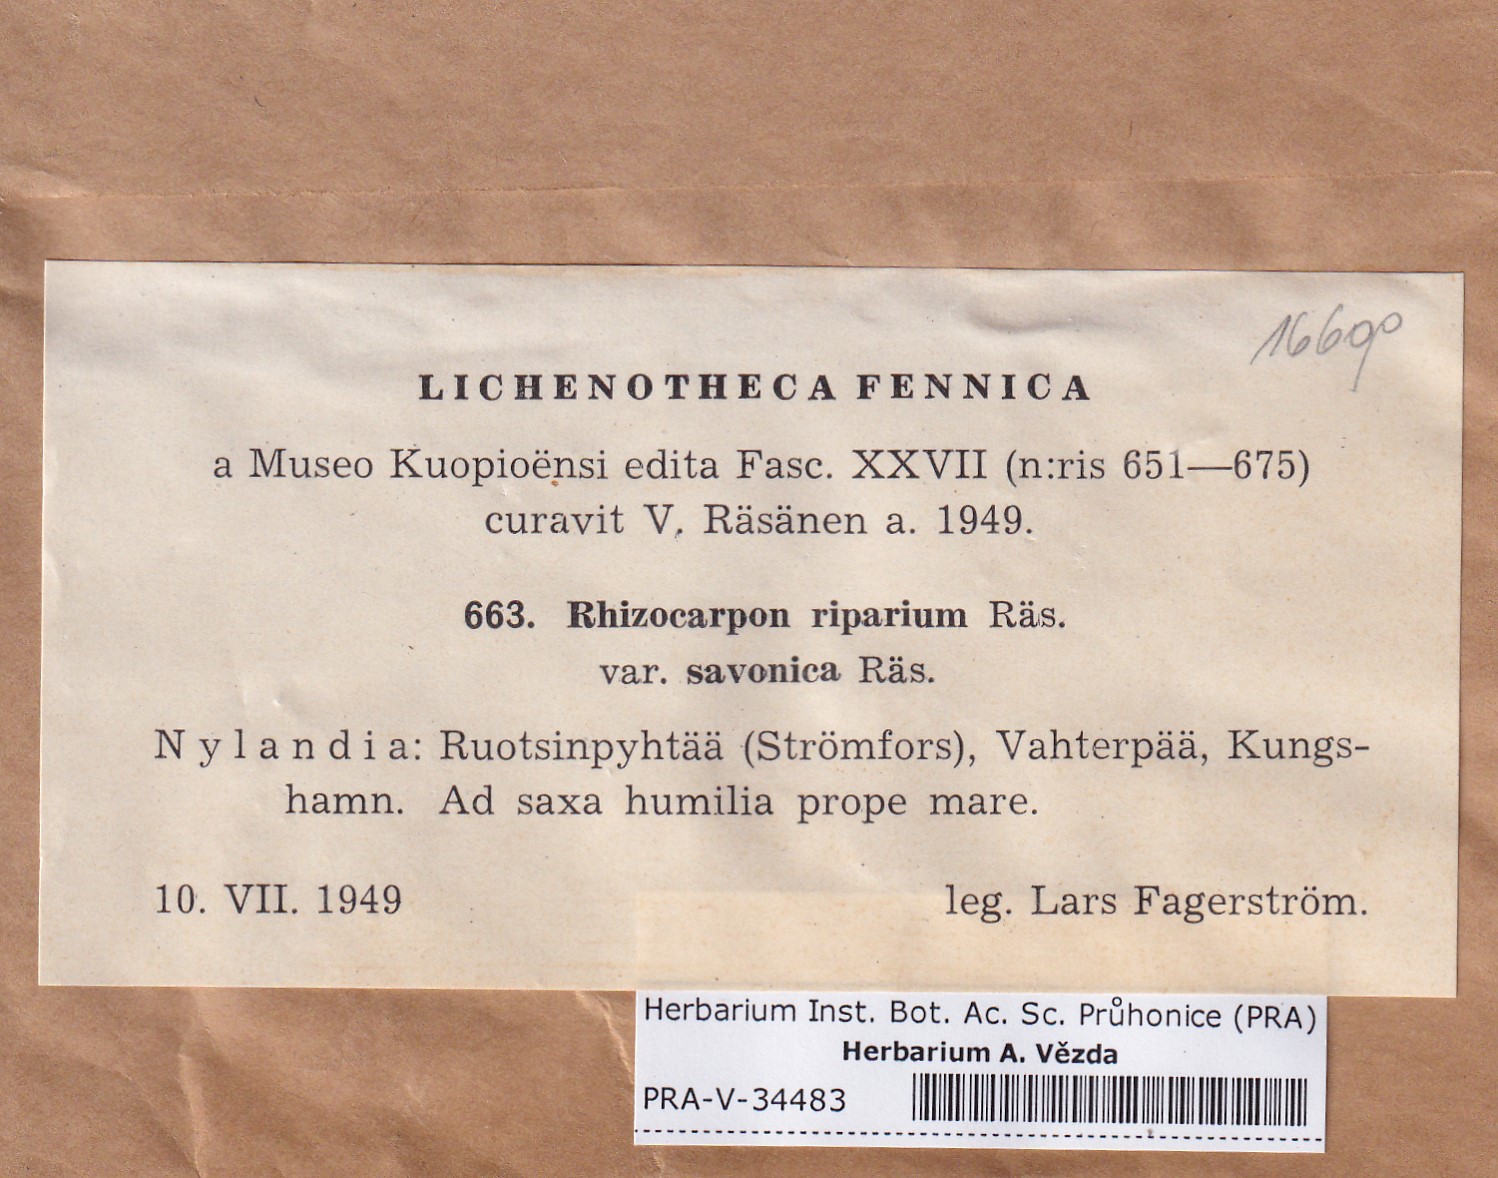 LICHENOTHECA FENNICA
a Museo Kuopioënsi edita Fasc. XXVII (n:ris 651—675)
curavit V. Räsänen a. 1949.
663. Rhizocarpon riparium Räs.
var. savonica Räs.
Nylandia: Ruotsinpyhtää (Strömfors), Vahterpää, Kungs-
hamn. Ad saxa humilia prope mare.
10. VII. 1949 leg. Lars Fagerström.
Herbarium Inst. Bot. Ac. Sc. Průhonice (PRA)
Herbarium A. Vězda
PRA-V-34483